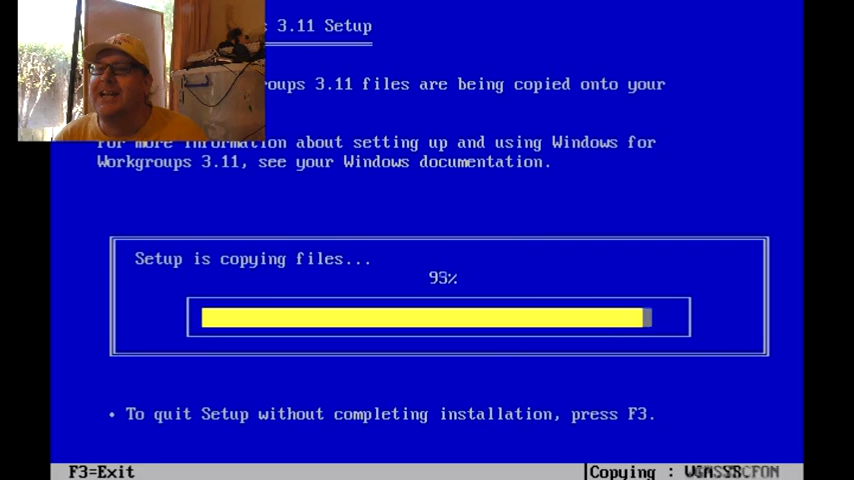 3.11 Setup
3.11 files are being copied onto your
For more information about setting up and using Windows for
Workgroups 3.11, see your Windows documentation.
Setup is copying files...
• To quit Setup without completing installation, press F3.
F3=Exit
Copying :